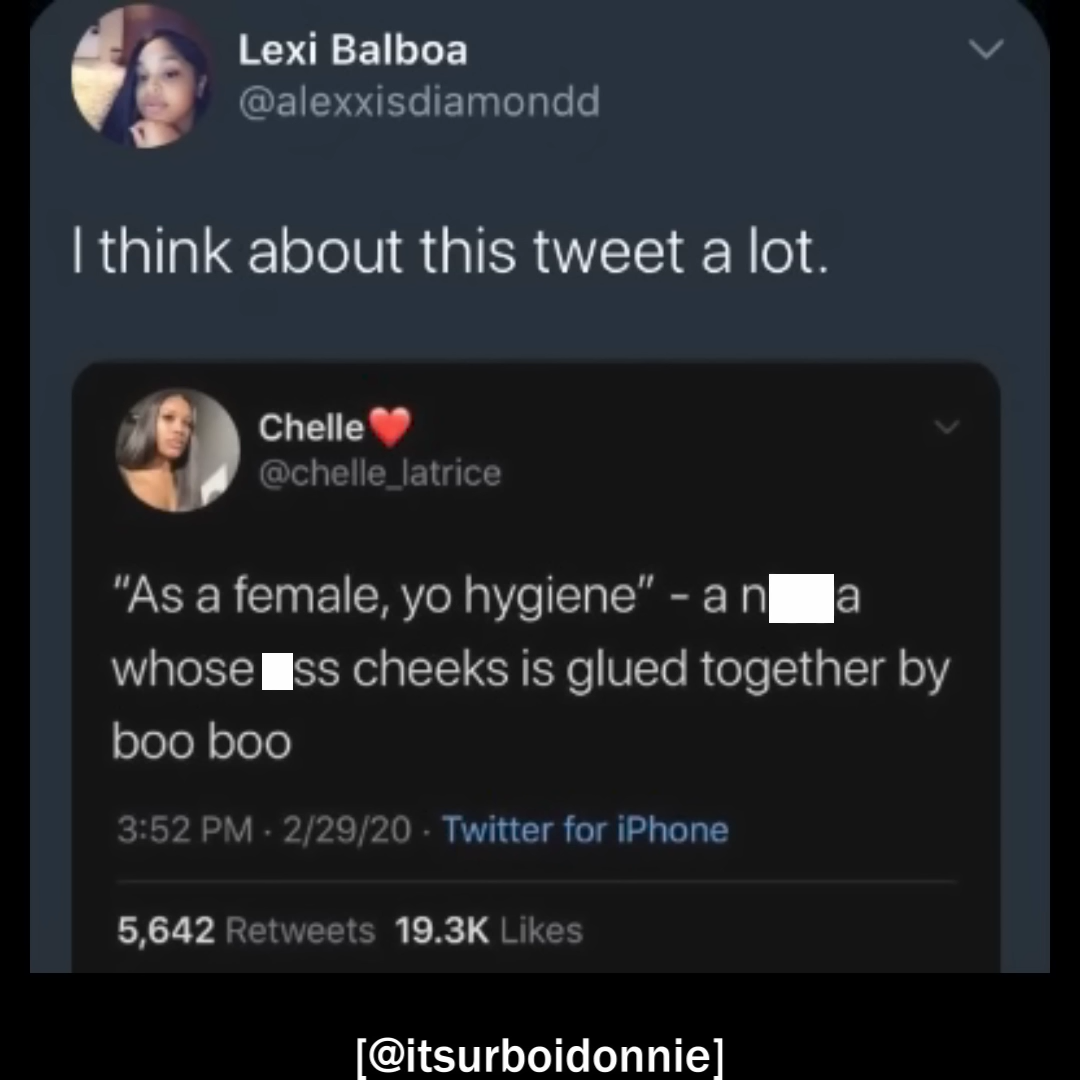 Lexi Balboa
@alexxisdiamondd
I think about this tweet a lot.
Chelle❤️
@chelle_latrice
“As a female, yo hygiene” - a n a
whose ss cheeks is glued together by
boo boo
3:52 PM · 2/29/20 · Twitter for iPhone
5,642 Retweets 19.3K Likes
[@itsurboidonnie]